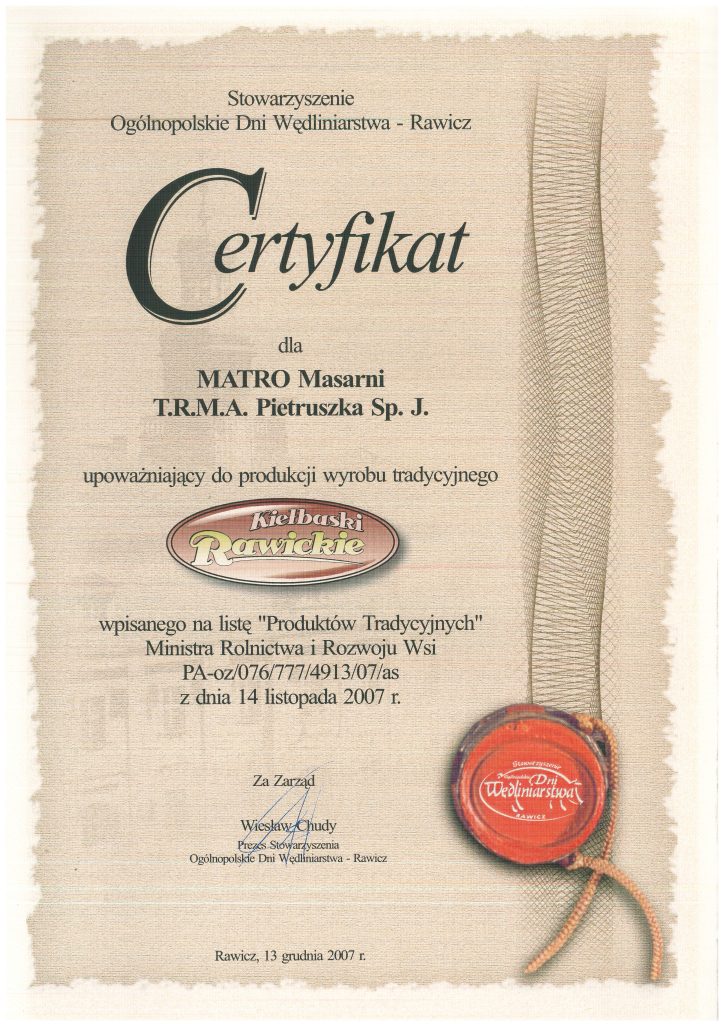 Stowarzyszenie
Ogólnopolskie Dni Wędliniarstwa - Rawicz
Certyfikat
dla
MATRO Masarni
T.R.M.A. Pietruszka Sp. J.
upoważniający do produkcji wyrobu tradycyjnego
Kiełbaski
Rawickie
wpisanego na listę "Produktów Tradycyjnych"
Ministra Rolnictwa i Rozwoju Wsi
PA-oz/076/777/4913/07/as
z dnia 14 listopada 2007 r.
Stowarzyszenie
Ogólnopolskie Dni
Wędliniarstwa
RAWICZ
Za Zarząd
Wiesław Chudy
Prezes Stowarzyszenia
Ogólnopolskie Dni Wędliniarstwa - Rawicz
Rawicz, 13 grudnia 2007 r.